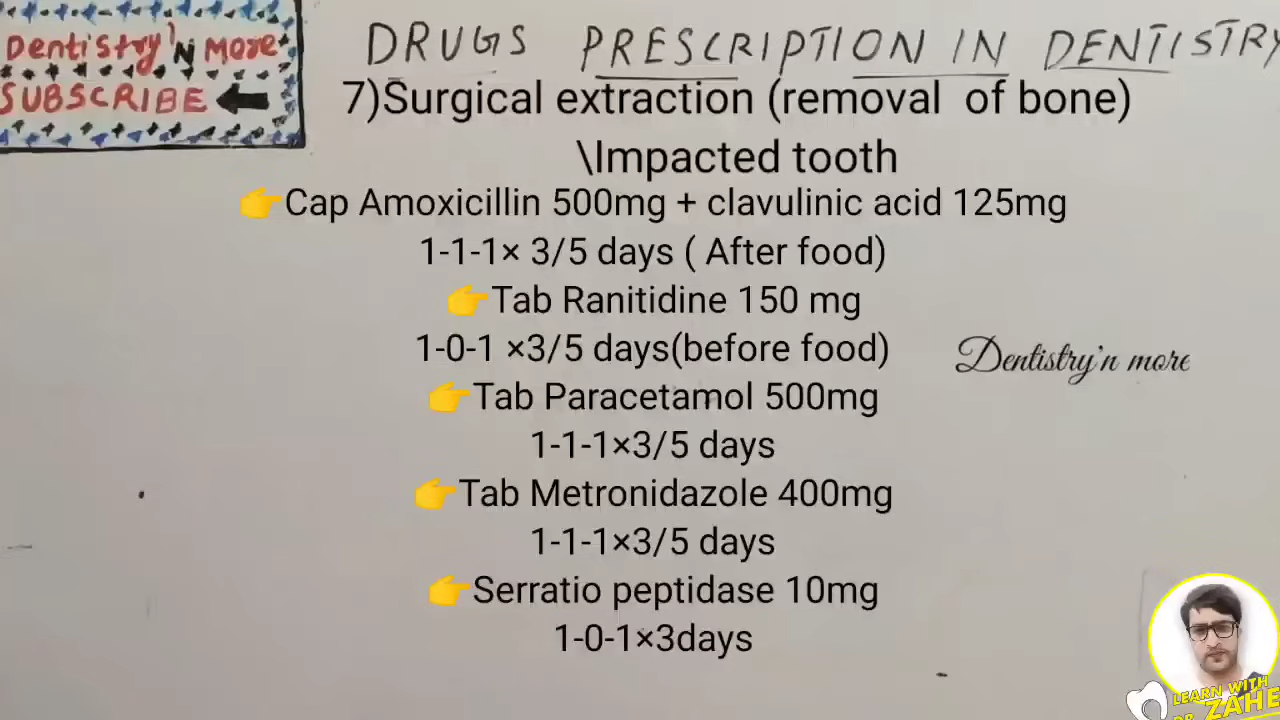 Dentistry'N More
SUBSCRIBE
DRUGS PRESCRIPTION IN DENTISTRY
7)Surgical extraction (removal of bone)
\Impacted tooth
👉Cap Amoxicillin 500mg + clavulinic acid 125mg
1-1-1× 3/5 days ( After food)
👉Tab Ranitidine 150 mg
1-0-1 ×3/5 days(before food)
Dentistry'n more
👉Tab Paracetamol 500mg
1-1-1×3/5 days
👉Tab Metronidazole 400mg
1-1-1×3/5 days
👉Serratio peptidase 10mg
1-0-1×3days
LEARN WITH
DR. ZAHE